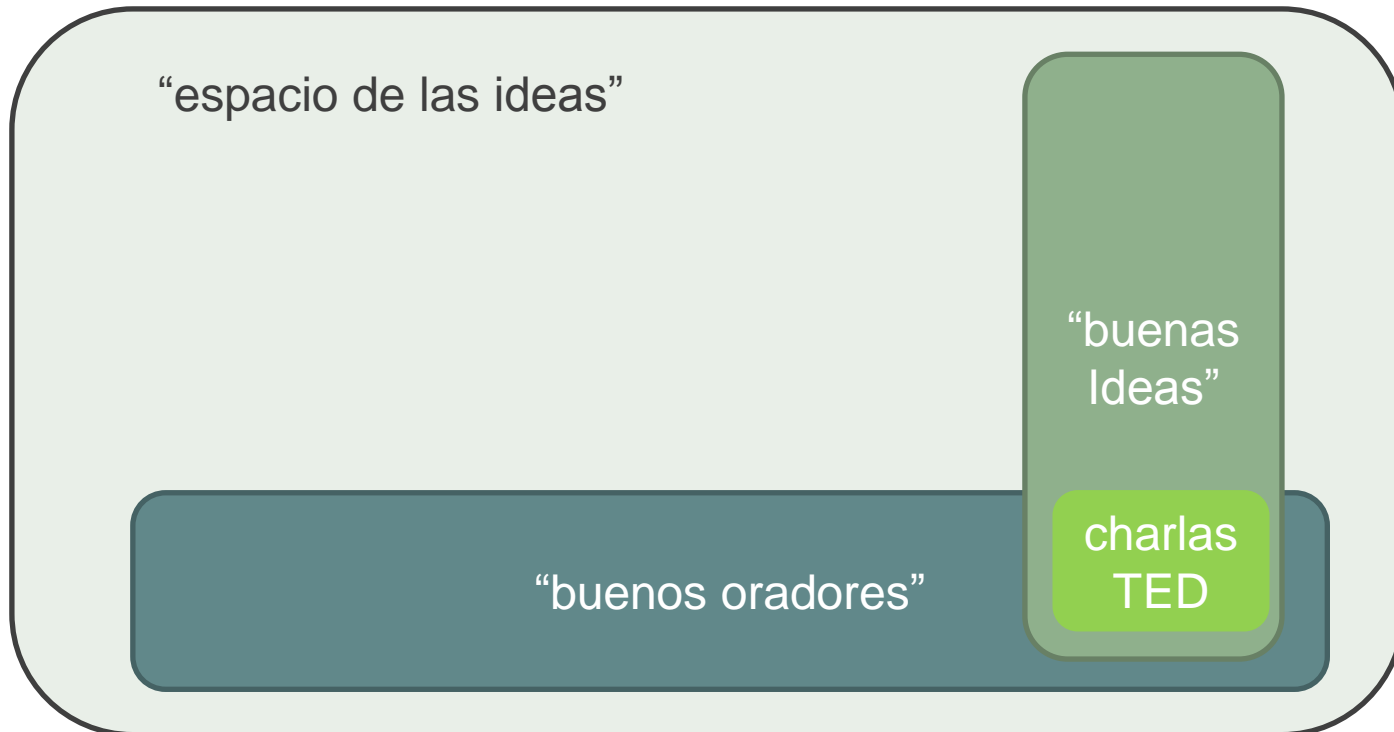 “espacio de las ideas”
“buenas
Ideas”
charlas
TED
“buenos oradores”